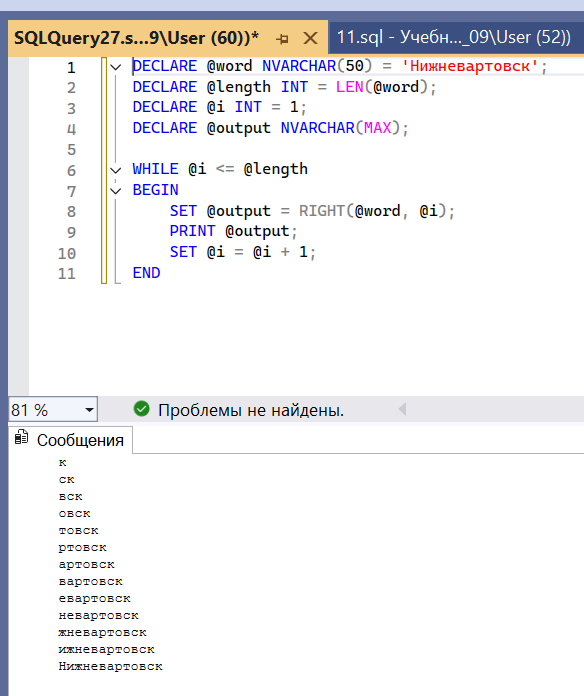 SQLQuery27.s...9\User (60))* 11.sql - Учебн..._09\User (52))
1 DECLARE @word NVARCHAR(50) = 'Нижневартовск';
2 DECLARE @length INT = LEN(@word);
3 DECLARE @i INT = 1;
4 DECLARE @output NVARCHAR(MAX);
5
6 WHILE @i <= @length
7 BEGIN
8 SET @output = RIGHT(@word, @i);
9 PRINT @output;
10 SET @i = @i + 1;
11 END
81 % Проблемы не найдены.
Сообщения
к
ск
вск
овск
товск
ртовск
артовск
вартовск
евартовск
невартовск
жневартовск
ижневартовск
Нижневартовск